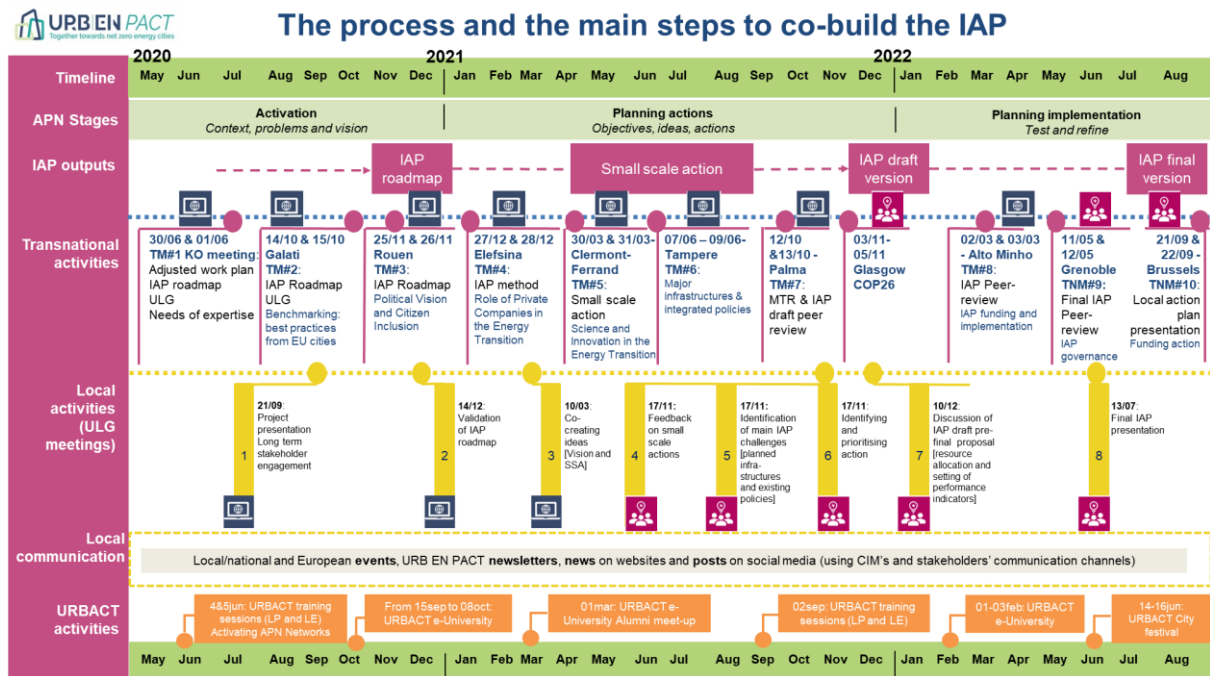 URB EN PACT
Together towards net zero energy cities
The process and the main steps to co-build the IAP
2020
2021
2022
Timeline
May Jun Jul Aug Sep Oct Nov Dec Jan Feb Mar Apr May Jun Jul Aug Sep Oct Nov Dec Jan Feb Mar Apr May Jun Aug
APN Stages
Activation
Context, problems and vision
Planning actions
Objectives, ideas, actions
Planning implementation
Test and refine
IAP outputs
IAP
roadmap
Small scale action
IAP draft
version
IAP final
version
Transnational
activities
30/06 & 01/06
TM#1 KO meeting:
Adjusted work plan
IAP roadmap
ULG
Needs of expertise
14/10 & 15/10
Galati
TM#2:
IAP Roadmap
ULG
Benchmarking:
best practices
from EU cities
25/11 & 26/11
Rouen
TM#3:
IAP Roadmap
Political Vision
and Citizen
Inclusion
27/12 & 28/12
Elefsina
TM#4:
IAP method
Role of Private
Companies in
the Energy
Transition
30/03 & 31/03-
Clermont-
Ferrand
TM#5:
Small scale
action
Science and
Innovation in the
Energy Transition
07/06 – 09/06-
Tampere
TM#6:
Major
infrastructures &
integrated policies
12/10
&13/10 -
Palma
TM#7:
MTR & IAP
draft peer
review
03/11-
05/11
Glasgow
COP26
02/03 & 03/03
- Alto Minho
TM#8:
IAP Peer-
review
IAP funding and
implementation
11/05 &
12/05
Grenoble
TNM#9:
Final IAP
Peer-
review
IAP
governance
21/09 &
22/09 -
Brussels
TNM#10:
Local action
plan
presentation
Funding action
Local
activities
(ULG
meetings)
1
21/09:
Project
presentation
Long term
stakeholder
engagement
2
14/12:
Validation
of IAP
roadmap
3
10/03:
Co-
creating
ideas
[Vision and
SSA]
4
17/11:
Feedback
on small
scale
actions
5
17/11:
Identification
of main IAP
challenges
[planned
infra-
structures
and existing
policies]
6
17/11:
Identifying
and
prioritising
action
7
10/12:
Discussion of
IAP draft pre-
final proposal
[resource
allocation and
setting of
performance
indicators]
8
13/07:
Final IAP
presentation
Local
communication
Local/national and European events, URB EN PACT newsletters, news on websites and posts on social media (using CIM's and stakeholders' communication channels)
URBACT
activities
4&5jun: URBACT training
sessions (LP and LE)
Activating APN Networks
From 15sep to 08oct:
URBACT e-University
01mar: URBACT e-
University Alumni meet-up
02sep: URBACT training
sessions (LP and LE)
01-03feb: URBACT
e-University
14-16jun:
URBACT City
festival
May Jun Jul Aug Sep Oct Nov Dec Jan Feb Mar Apr May Jun Jul Aug Sep Oct Nov Dec Jan Feb Mar Apr May Jun Aug